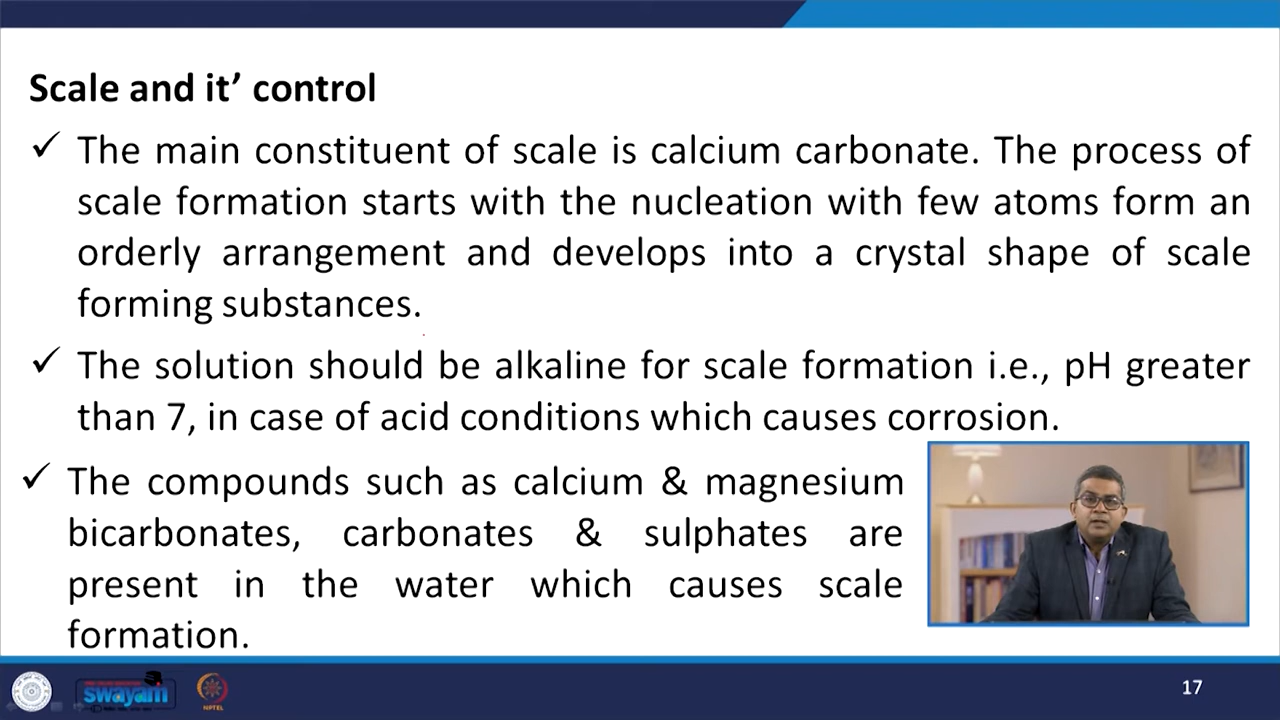 Scale and it’ control
✓ The main constituent of scale is calcium carbonate. The process of
scale formation starts with the nucleation with few atoms form an
orderly arrangement and develops into a crystal shape of scale
forming substances.
✓ The solution should be alkaline for scale formation i.e., pH greater
than 7, in case of acid conditions which causes corrosion.
✓ The compounds such as calcium & magnesium
bicarbonates, carbonates & sulphates are
present in the water which causes scale
formation.
swayam
NPTEL
17